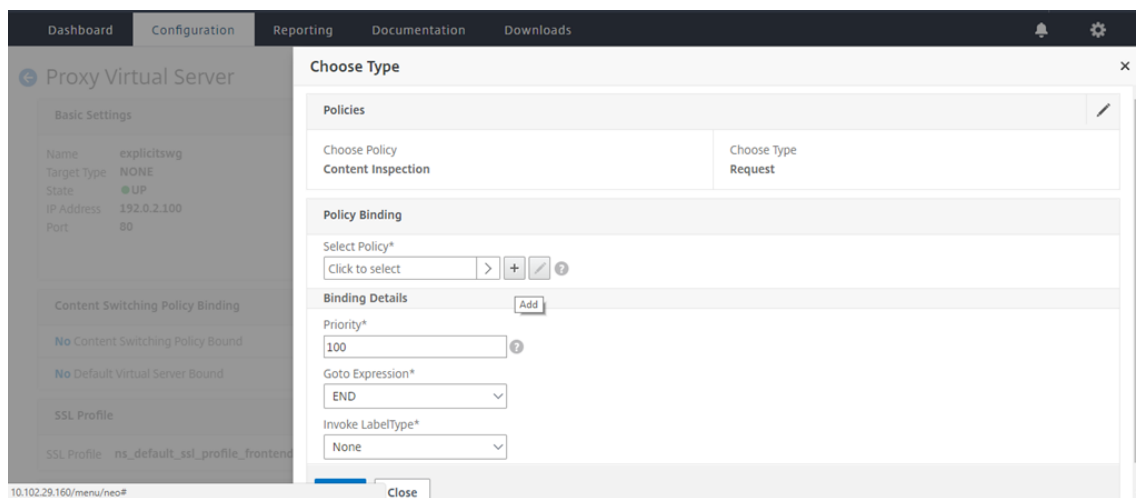 Dashboard Configuration Reporting Documentation Downloads
Proxy Virtual Server
Basic Settings
Name explicitswg
Target Type NONE
State UP
IP Address 192.0.2.100
Port 80
Content Switching Policy Binding
No Content Switching Policy Bound
No Default Virtual Server Bound
SSL Profile
SSL Profile ns_default_ssl_profile_frontend
10.102.29.160/menu/neo#
Choose Type ×
Policies
Choose Policy Choose Type
Content Inspection Request
Policy Binding
Select Policy*
Click to select > + ?
Add
Binding Details
Priority*
100 ?
Goto Expression*
END
Invoke LabelType*
None
Close